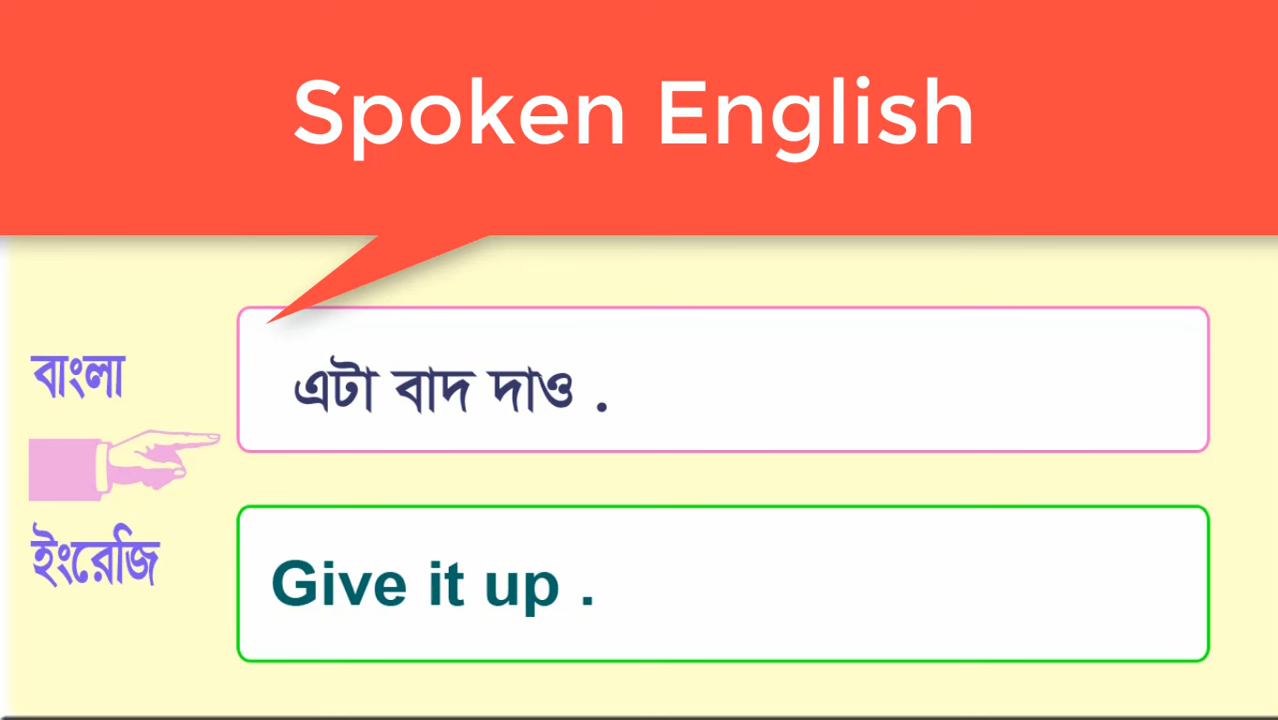 Spoken English
বাংলা
এটা বাদ দাও .
ইংরেজি
Give it up .